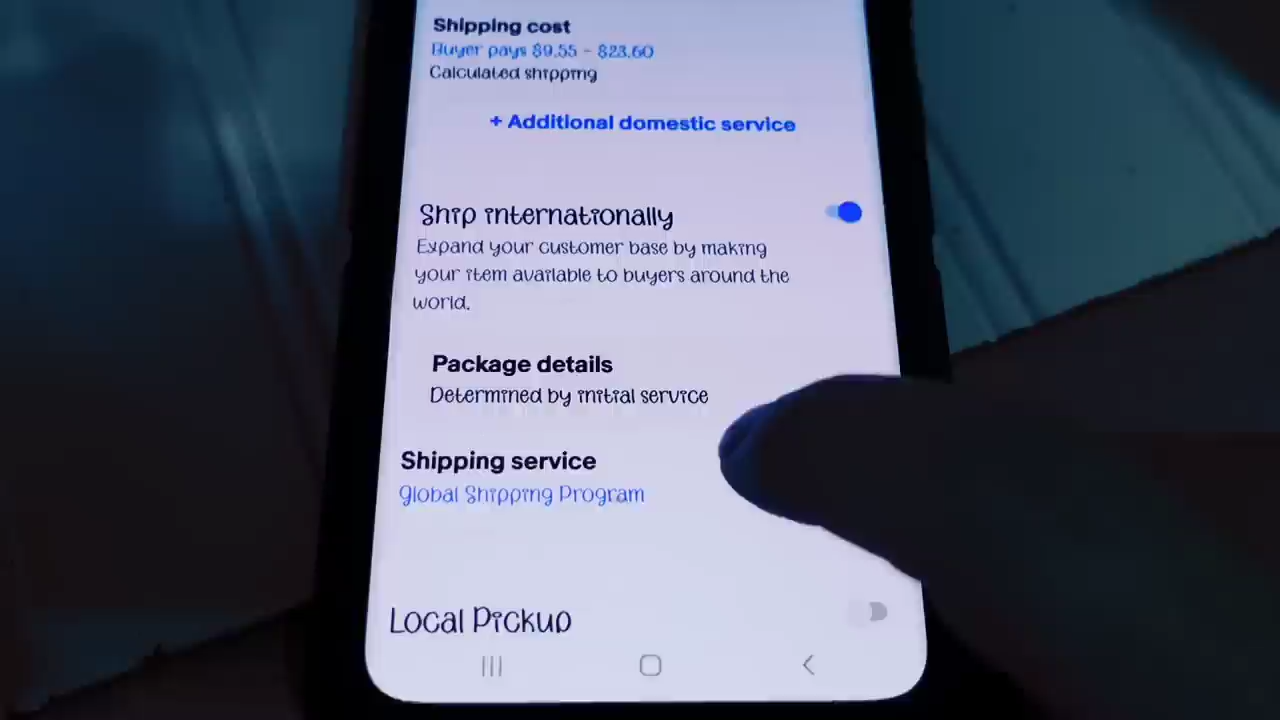 Shipping cost
Buyer pays $9.55 - $23.60
Calculated shipping
+ Additional domestic service
Ship internationally
Expand your customer base by making
your item available to buyers around the
world.
Package details
Determined by initial service
Shipping service
Global Shipping Program
Local Pickup